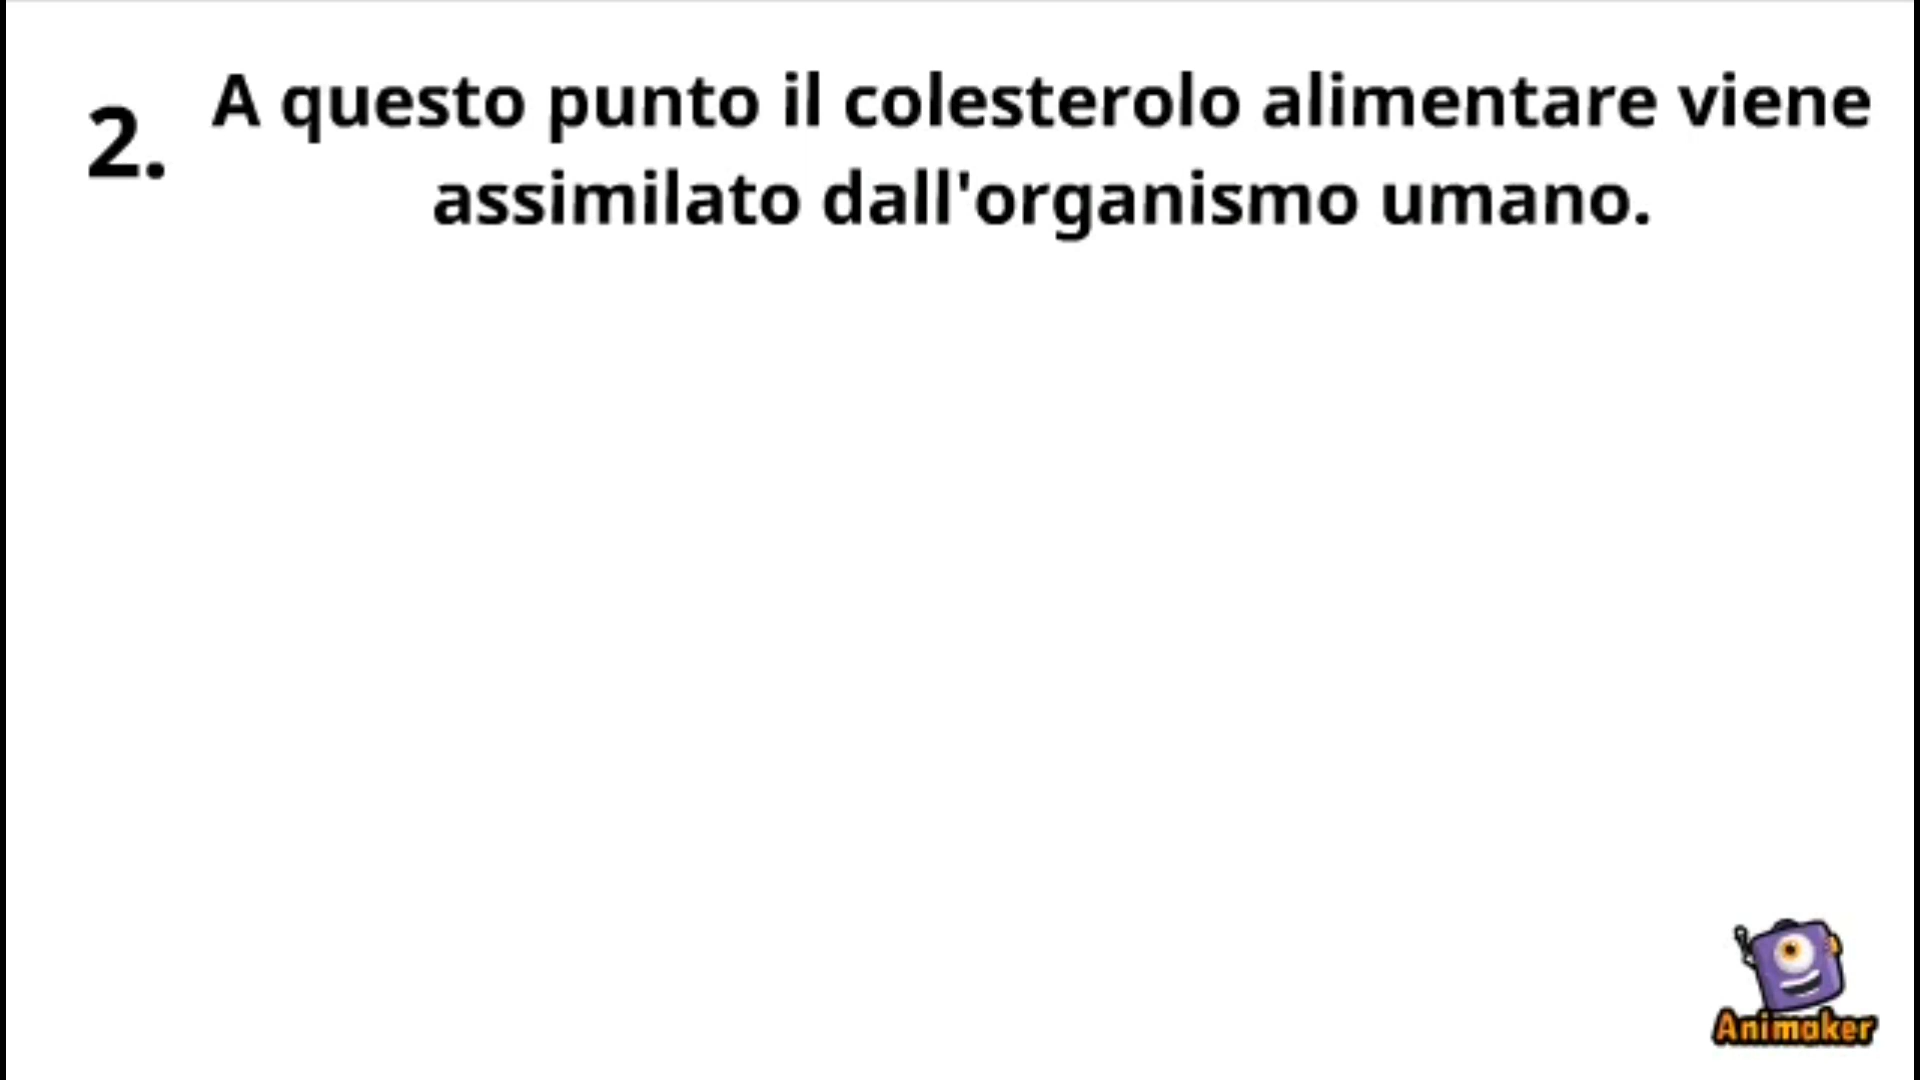 2.
A questo punto il colesterolo alimentare viene
assimilato dall'organismo umano.
Animaker